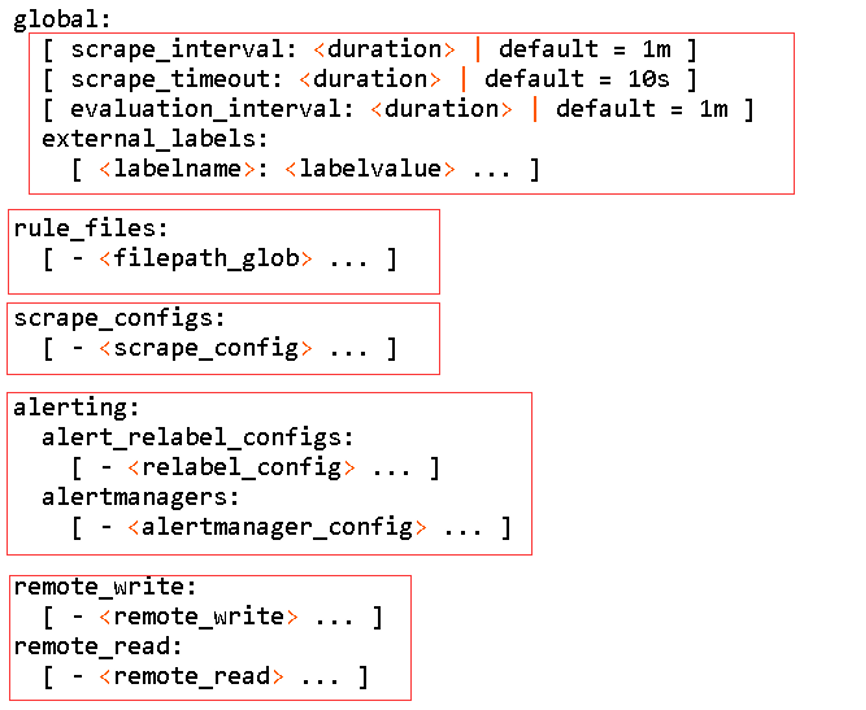 global:
  [ scrape_interval: <duration> | default = 1m ]
  [ scrape_timeout: <duration> | default = 10s ]
  [ evaluation_interval: <duration> | default = 1m ]
  external_labels:
    [ <labelname>: <labelvalue> ... ]
rule_files:
  [ - <filepath_glob> ... ]
scrape_configs:
  [ - <scrape_config> ... ]
alerting:
  alert_relabel_configs:
    [ - <relabel_config> ... ]
  alertmanagers:
    [ - <alertmanager_config> ... ]
remote_write:
  [ - <remote_write> ... ]
remote_read:
  [ - <remote_read> ... ]